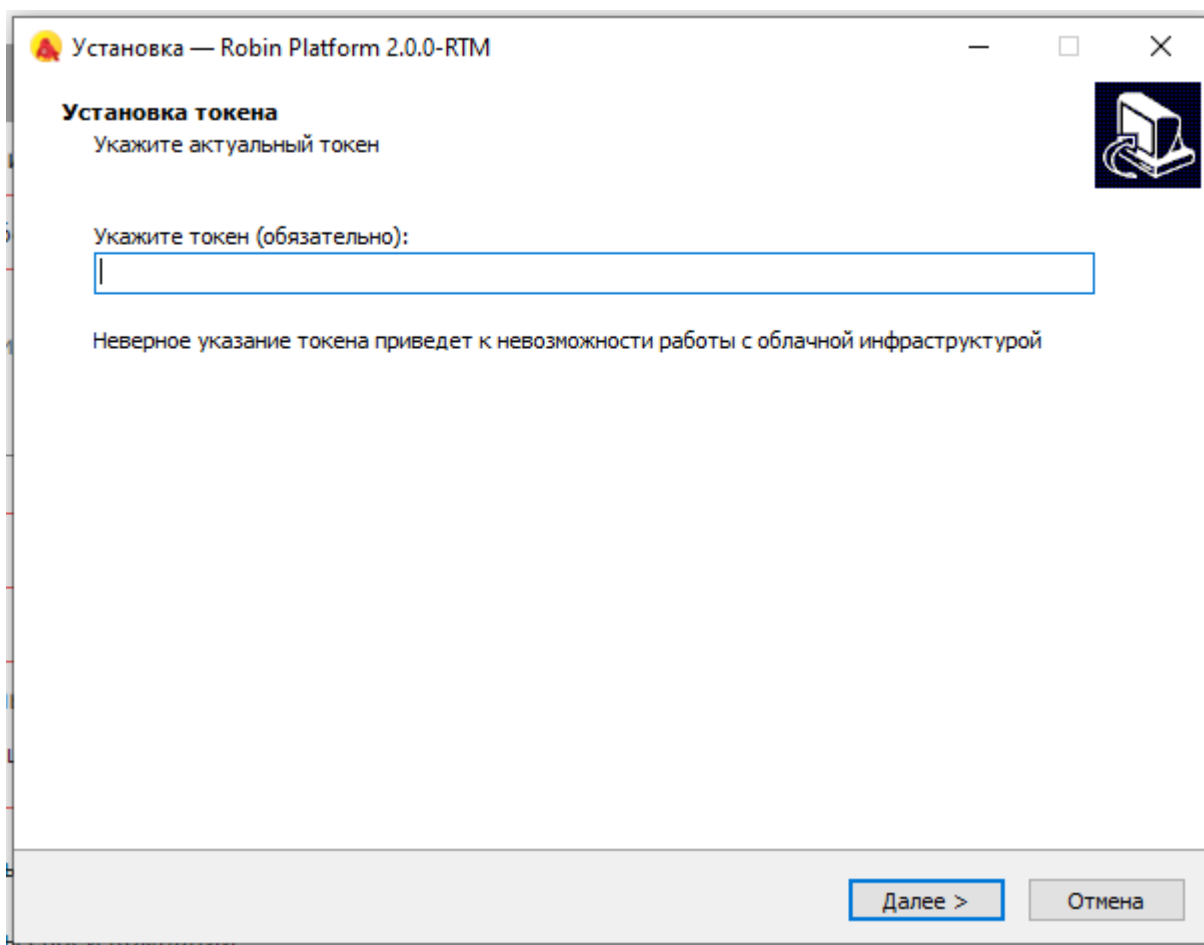 Установка — Robin Platform 2.0.0-RTM
Установка токена
Укажите актуальный токен
Укажите токен (обязательно):
Неверное указание токена приведет к невозможности работы с облачной инфраструктурой
Далее >
Отмена